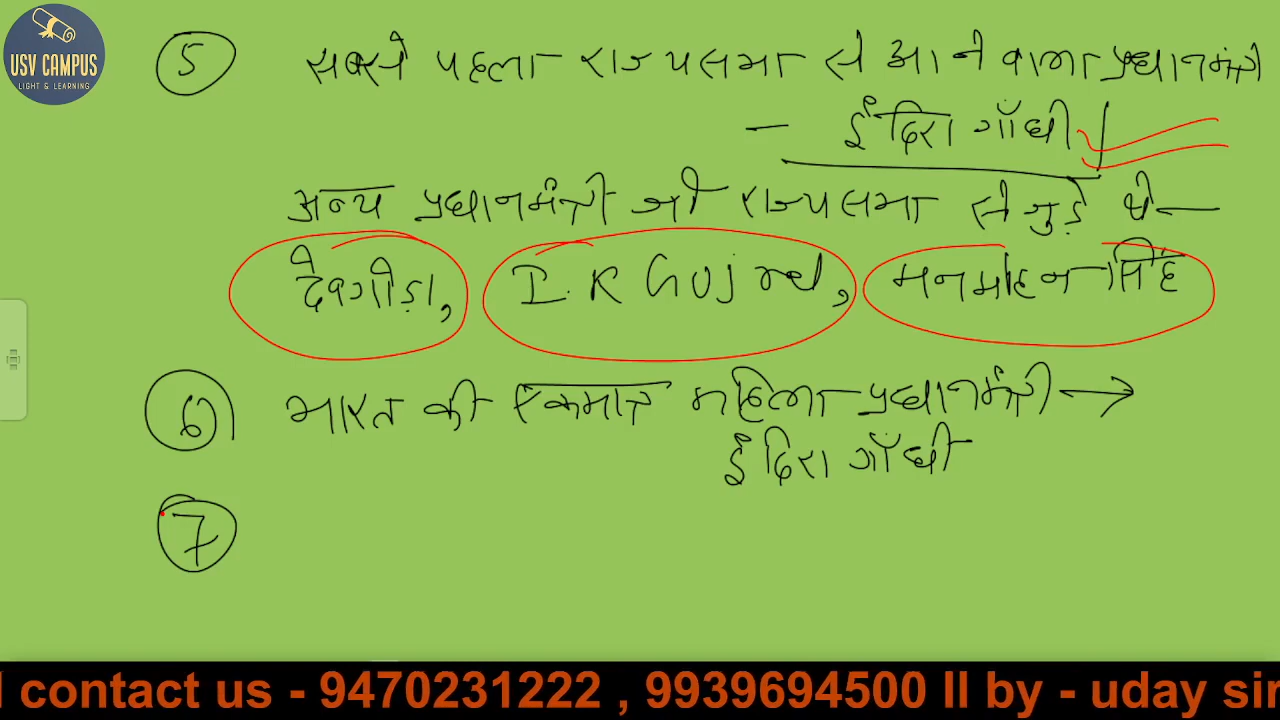 USV CAMPUS
LIGHT & LEARNING
5 सबसे पहला राज्यसभा से आने वाला प्रधानमंत्री
- इंदिरा गाँधी
अन्य प्रधानमंत्री जो राज्यसभा से जुड़े थे -
देवगौड़ा, I. K Gujral, मनमोहन सिंह
6 भारत की एकमात्र महिला प्रधानमंत्री →
इंदिरा गाँधी
7
contact us - 9470231222 , 9939694500 II by - uday sir